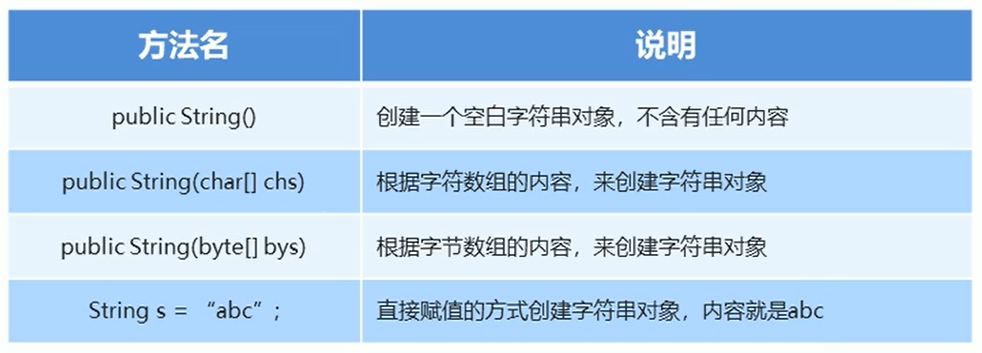 方法名 说明
public String() 创建一个空白字符串对象，不含有任何内容
public String(char[] chs) 根据字符数组的内容，来创建字符串对象
public String(byte[] bys) 根据字节数组的内容，来创建字符串对象
String s = “abc”; 直接赋值的方式创建字符串对象，内容就是abc